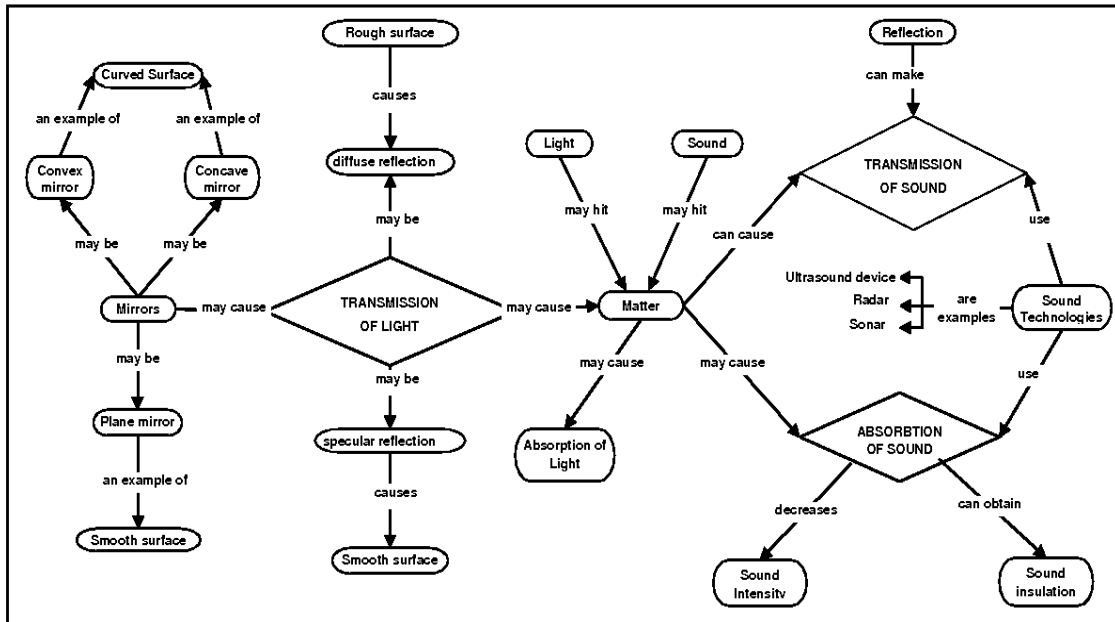 Rough surface
Reflection
Curved Surface
can make
causes
an example of
an example of
Light
Sound
diffuse reflection
TRANSMISSION
OF SOUND
Convex
mirror
Concave
mirror
may be
may hit
may hit
can cause
use
may be
may be
Ultrasound device
Mirrors
may cause
TRANSMISSION
OF LIGHT
may cause
Matter
Radar
Sonar
are
examples
Sound
Technologies
may be
may be
may cause
may cause
use
Plane mirror
specular reflection
Absorption of
Light
ABSORBTION
OF SOUND
an example of
causes
decreases
can obtain
Smooth surface
Smooth surface
Sound
Intensitv
Sound
insulation